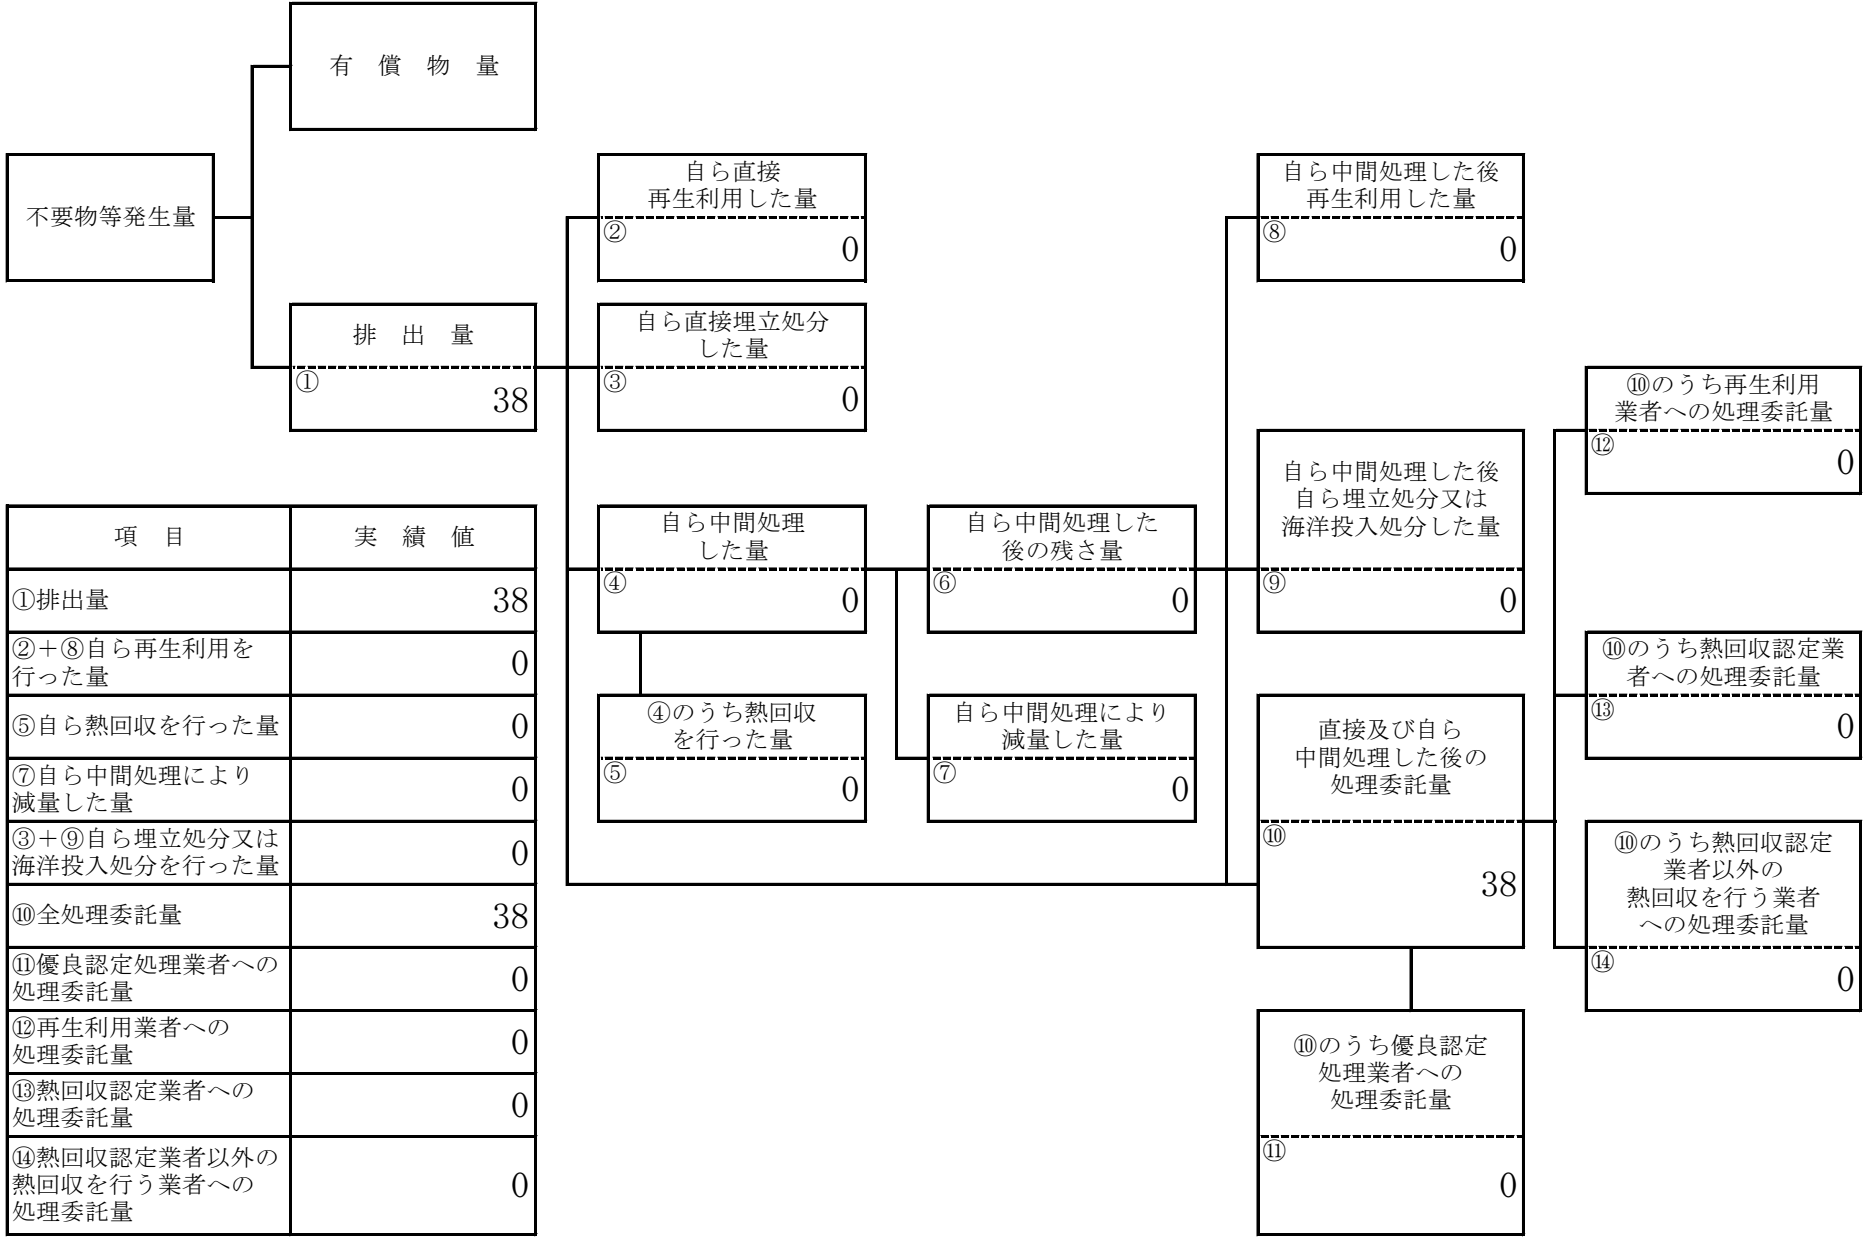 有　償　物　量
不要物等発生量
排　出　量
①
38
自ら直接
再生利用した量
②
0
自ら直接埋立処分
した量
③
0
自ら中間処理
した量
④
0
④のうち熱回収
を行った量
⑤
0
自ら中間処理した
後の残さ量
⑥
0
自ら中間処理により
減量した量
⑦
0
自ら中間処理した後
再生利用した量
⑧
0
自ら中間処理した後
自ら埋立処分又は
海洋投入処分した量
⑨
0
直接及び自ら
中間処理した後の
処理委託量
⑩
38
⑩のうち優良認定
処理業者への
処理委託量
⑪
0
⑩のうち再生利用
業者への処理委託量
⑫
0
⑩のうち熱回収認定業
者への処理委託量
⑬
0
⑩のうち熱回収認定
業者以外の
熱回収を行う業者
への処理委託量
⑭
0
項　目　実　績　値
①排出量　38
②＋⑧自ら再生利用を
行った量　0
⑤自ら熱回収を行った量　0
⑦自ら中間処理により
減量した量　0
③＋⑨自ら埋立処分又は
海洋投入処分を行った量　0
⑩全処理委託量　38
⑪優良認定処理業者への
処理委託量　0
⑫再生利用業者への
処理委託量　0
⑬熱回収認定業者への
処理委託量　0
⑭熱回収認定業者以外の
熱回収を行う業者への
処理委託量　0